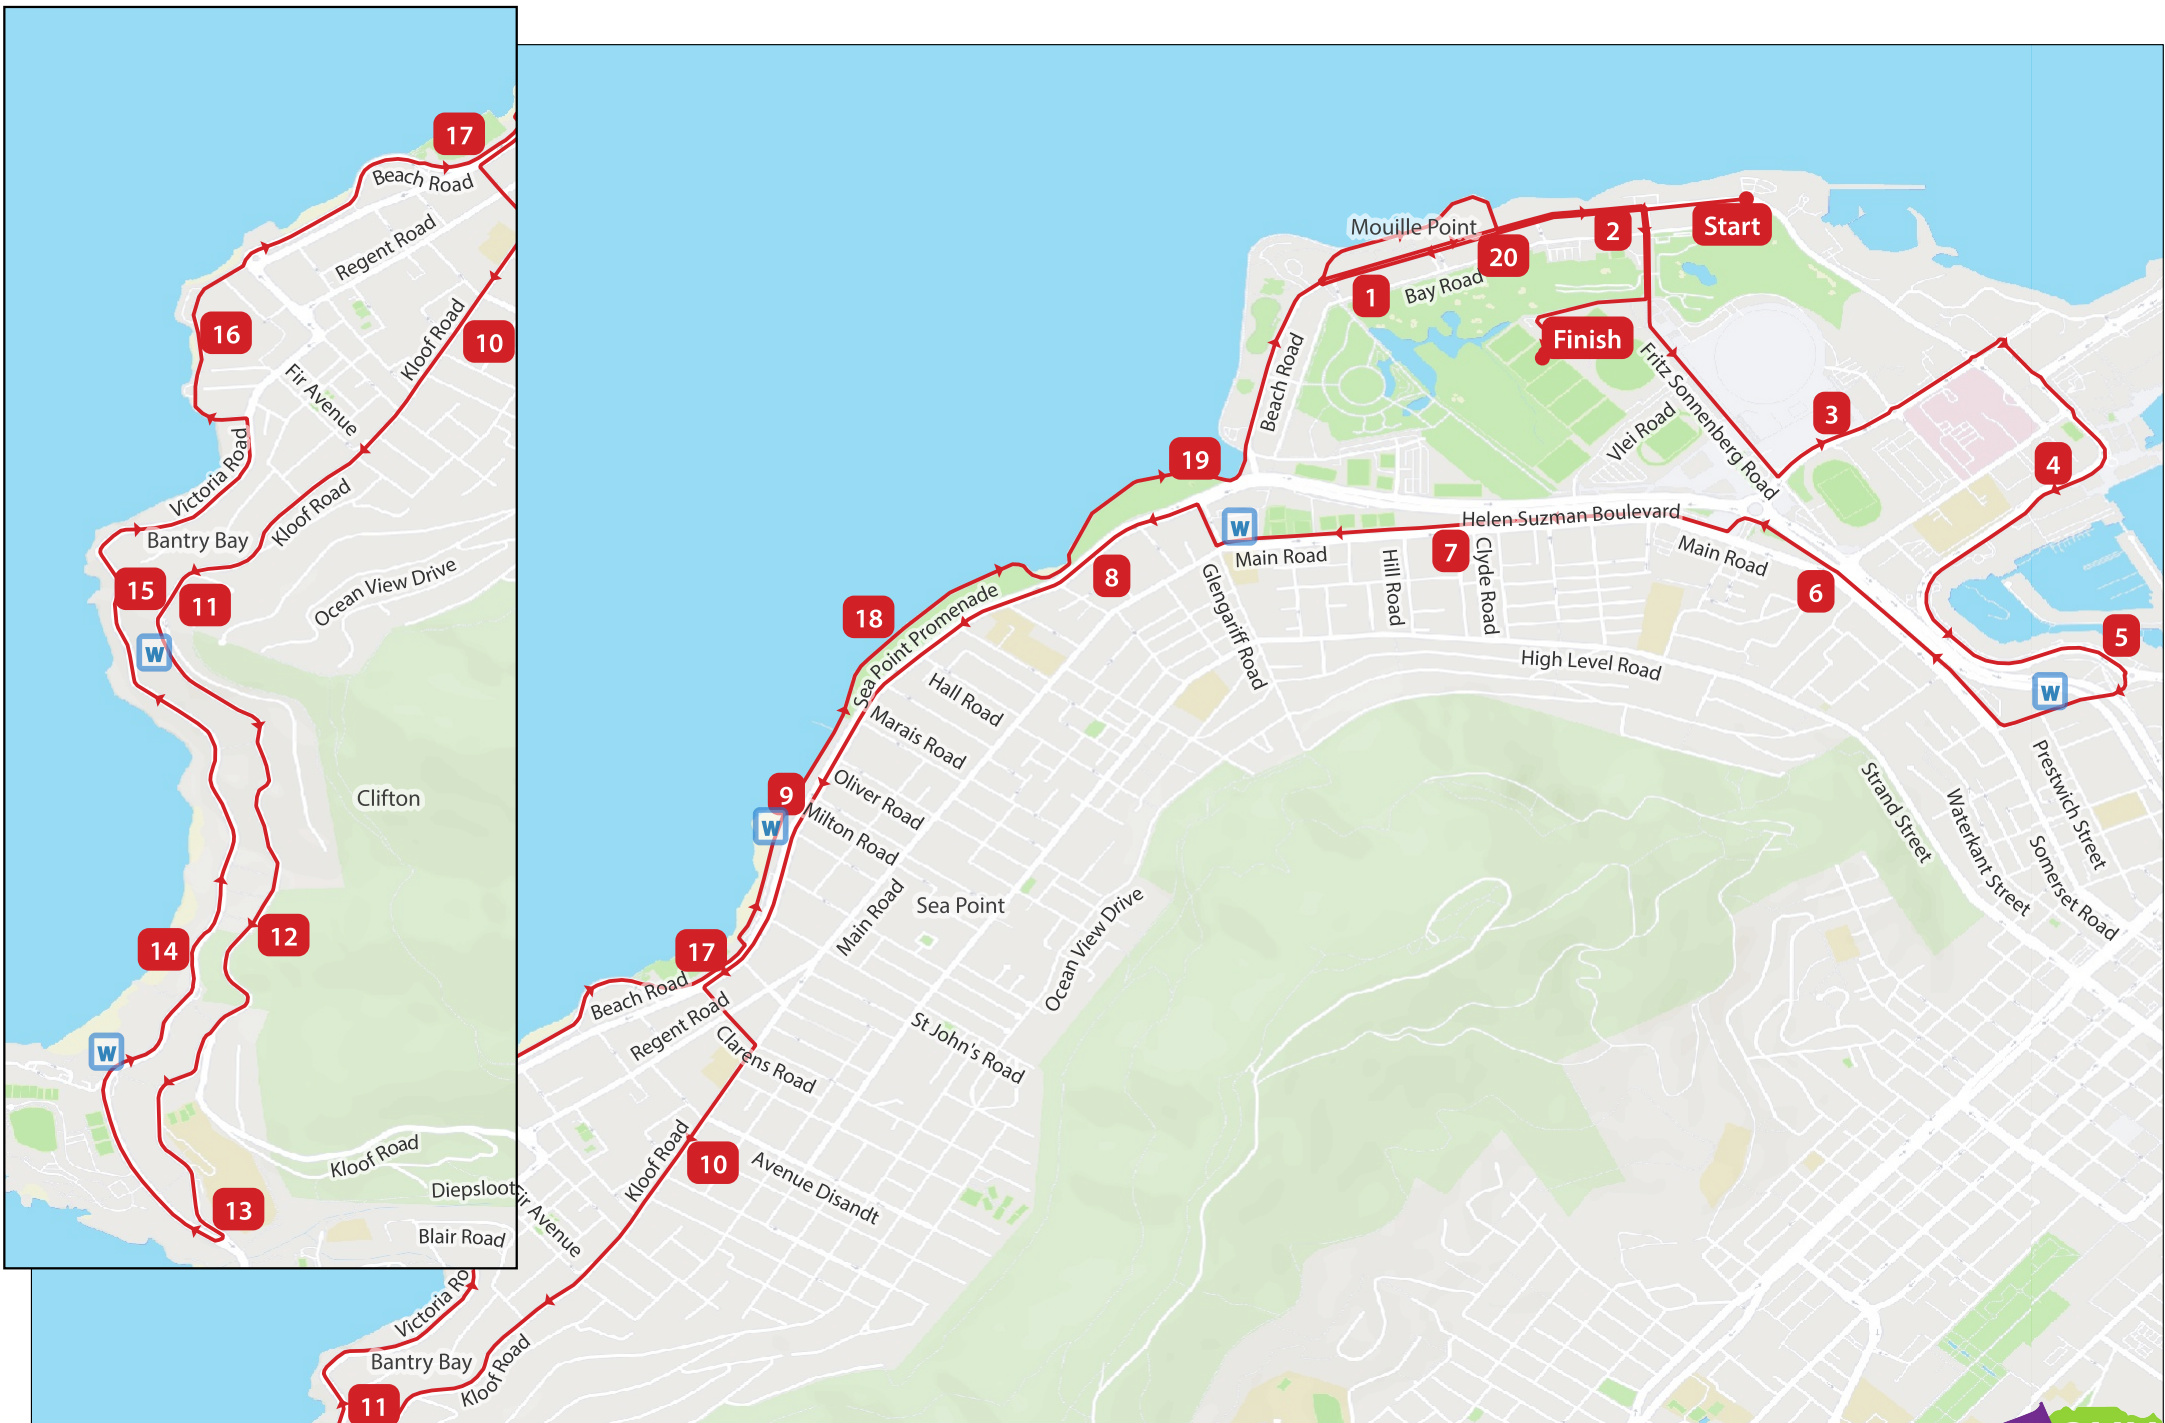 17
Beach Road
Regent Road
16
Kloof Road
10
Fir Avenue
Victoria Road
Kloof Road
Bantry Bay
15
11
Ocean View Drive
W
Clifton
14
12
W
Kloof Road
Diepsloot
13
Blair Road
Start
Mouille Point
2
20
1
Bay Road
Finish
Beach Road
Fritz Sonnenberg Road
Vlei Road
3
4
19
W
Helen Suzman Boulevard
7
Main Road
Main Road
Hill Road
Clyde Road
Glengariff Road
8
6
5
W
18
Sea Point Promenade
High Level Road
Hall Road
Marais Road
Oliver Road
9
W
Milton Road
Main Road
Sea Point
Ocean View Drive
Strand Street
Waterkant Street
Prestwich Street
Somerset Road
17
Beach Road
Regent Road
Clarens Road
St John's Road
Kloof Road
10
Avenue Disandt
Fir Avenue
Victoria Ro
Bantry Bay
Kloof Road
11